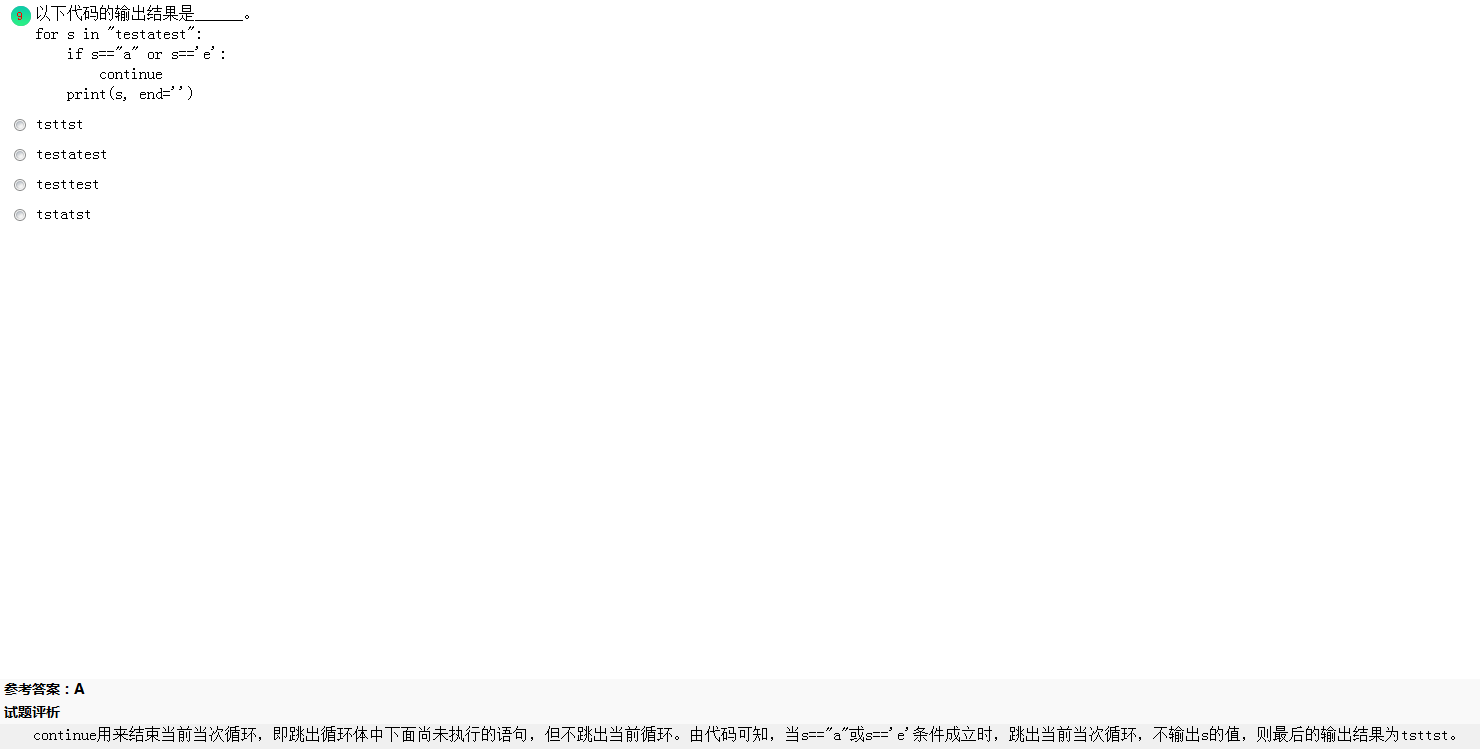 9 以下代码的输出结果是______。
for s in "testatest":
    if s=="a" or s=='e':
        continue
    print(s, end='')
tsttst
testatest
testtest
tstatst
参考答案：A
试题评析
continue用来结束当前当次循环，即跳出循环体中下面尚未执行的语句，但不跳出当前循环。由代码可知，当s=="a"或s=='e'条件成立时，跳出当前当次循环，不输出s的值，则最后的输出结果为tsttst。